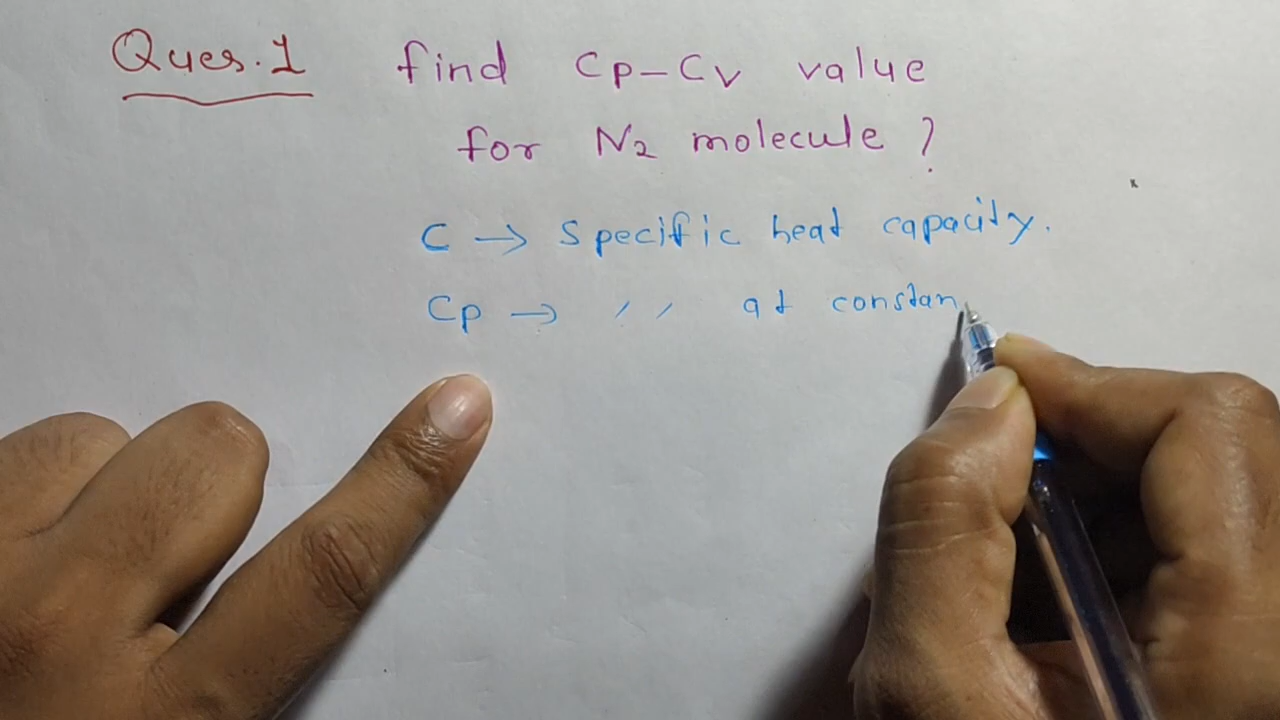 Ques.1 find Cp-Cv value
for N2 molecule ?
C → Specific heat capacity.
Cp → ,, at constan